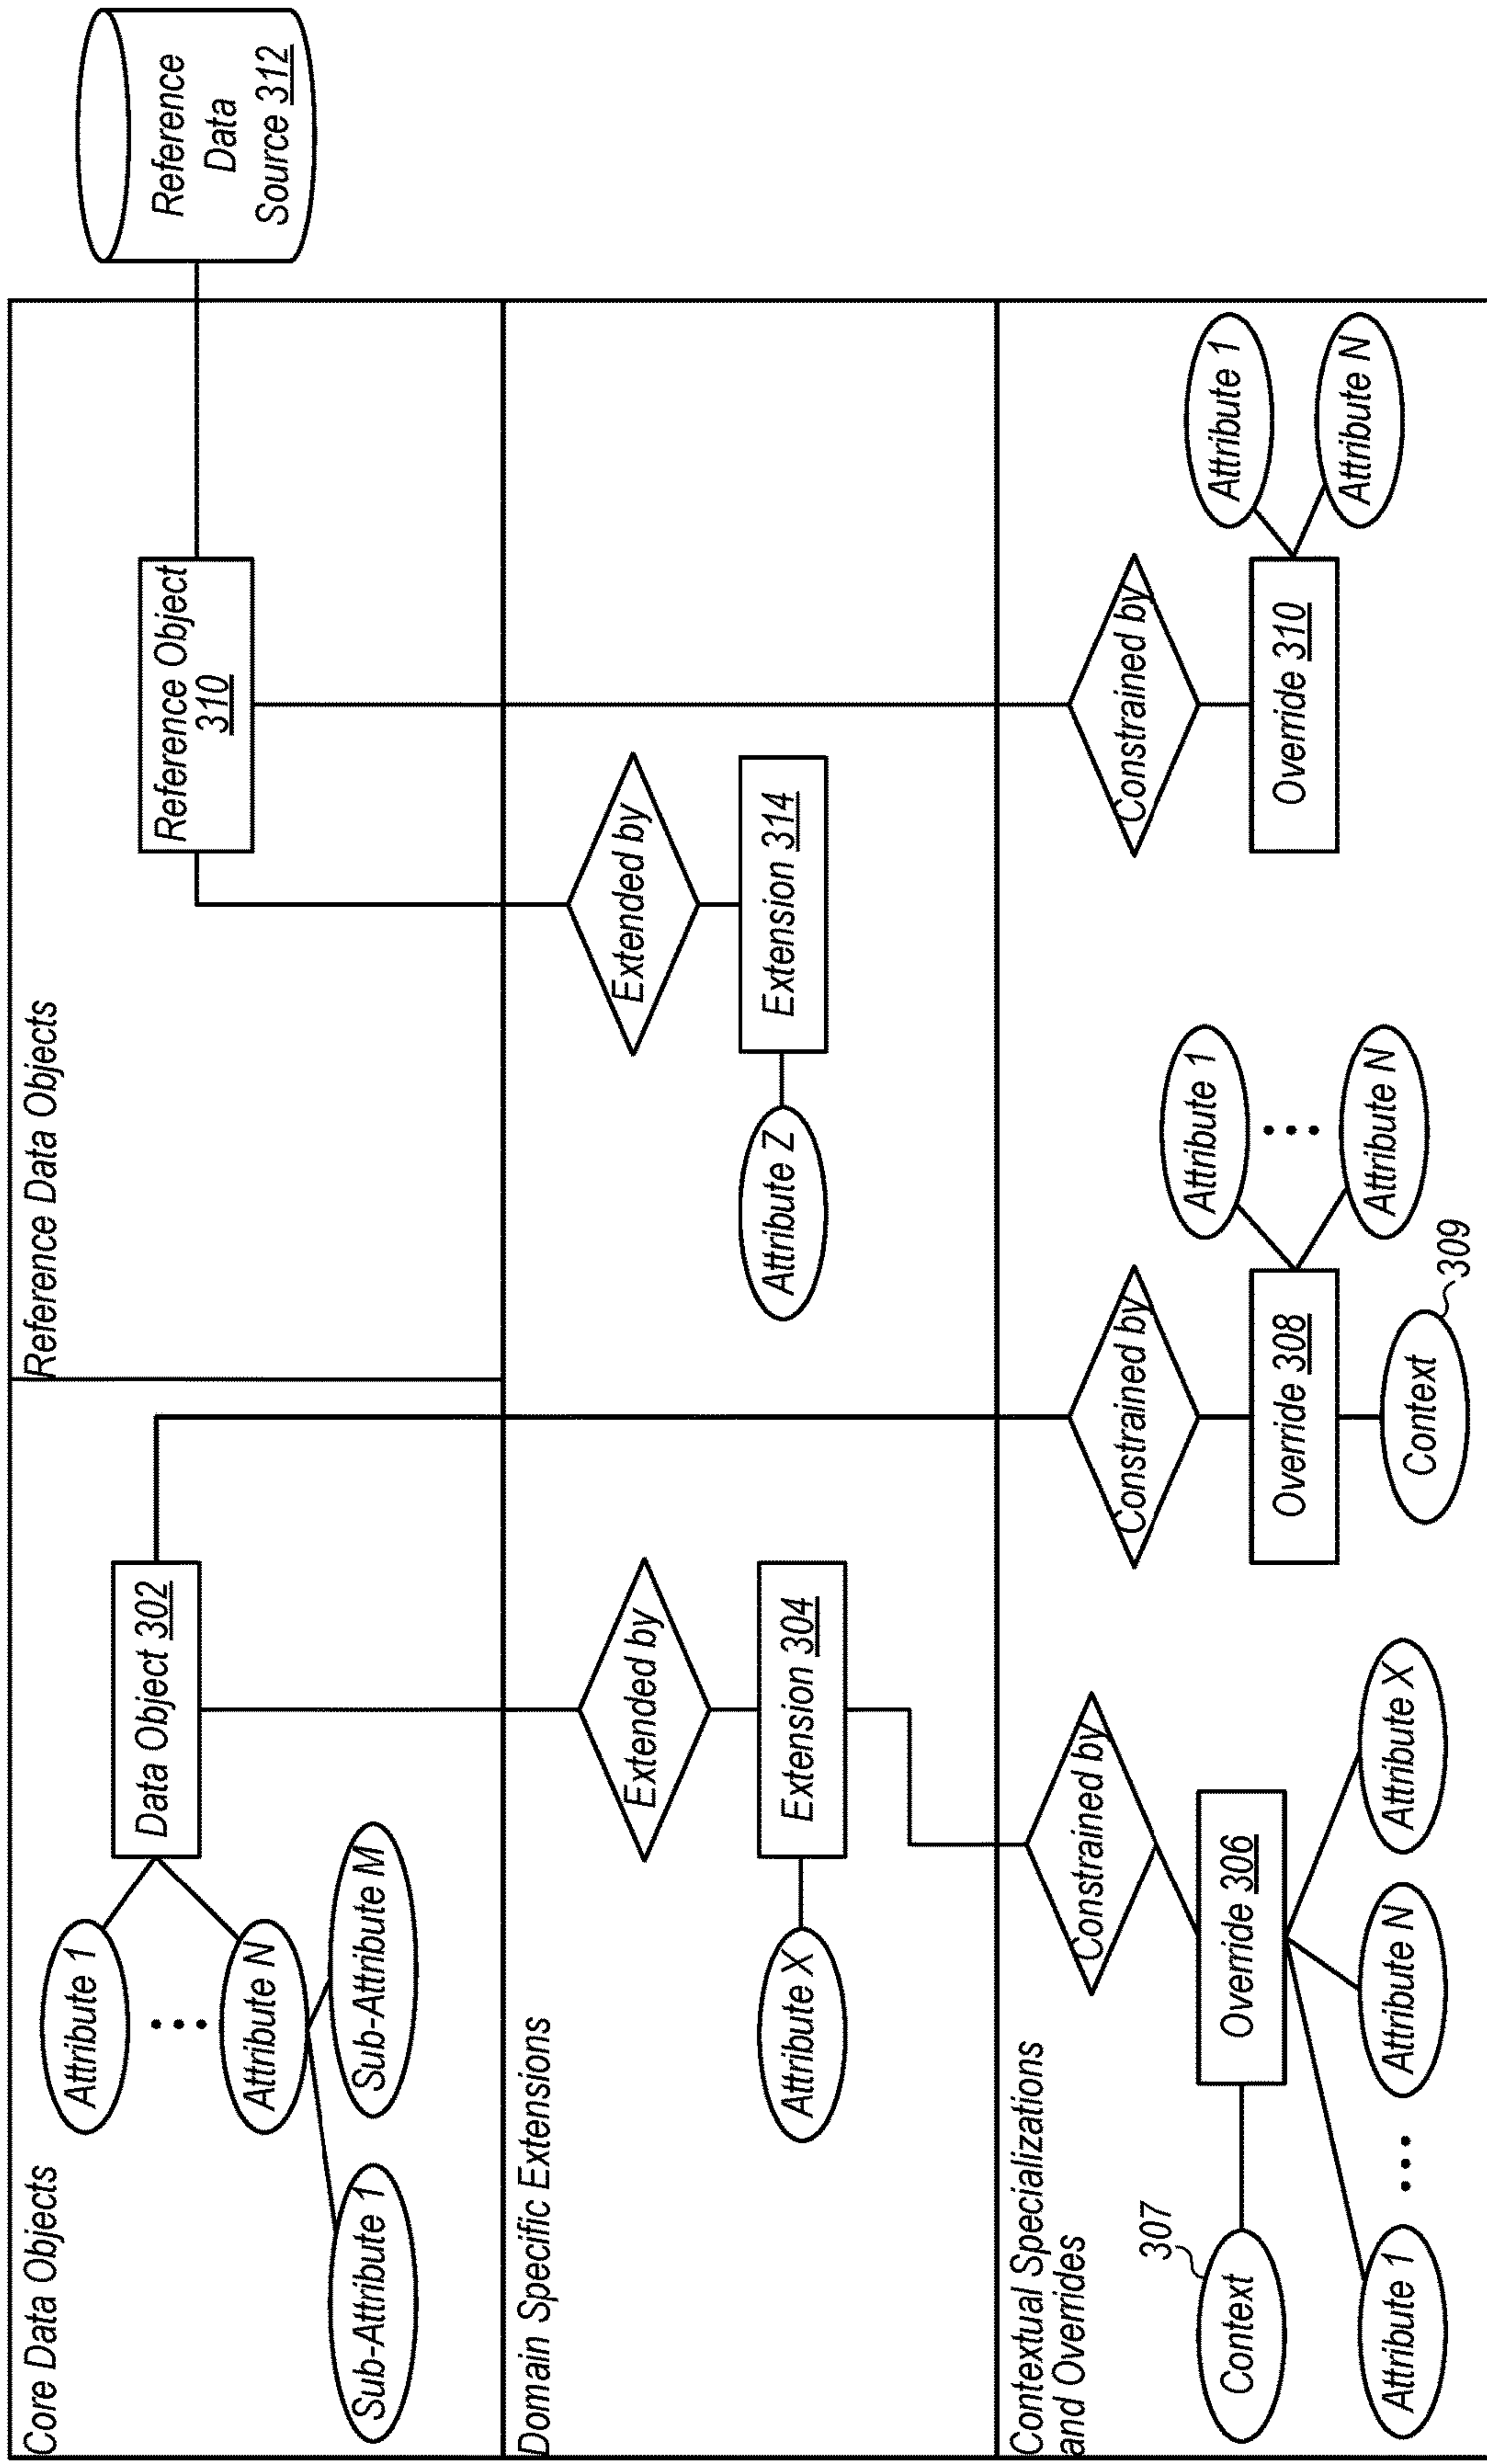 Core Data Objects
Attribute 1
Attribute N
Sub-Attribute 1
Sub-Attribute M
Data Object 302
Reference Data Objects
Reference Object
310
Reference
Data
Source 312
Domain Specific Extensions
Attribute X
Extended by
Extension 304
Attribute Z
Extended by
Extension 314
Contextual Specializations
and Overrides
307
Context
Constrained by
Override 306
Attribute 1
Attribute N
Attribute X
Constrained by
Override 308
Attribute 1
Attribute N
Context
309
Constrained by
Override 310
Attribute 1
Attribute N